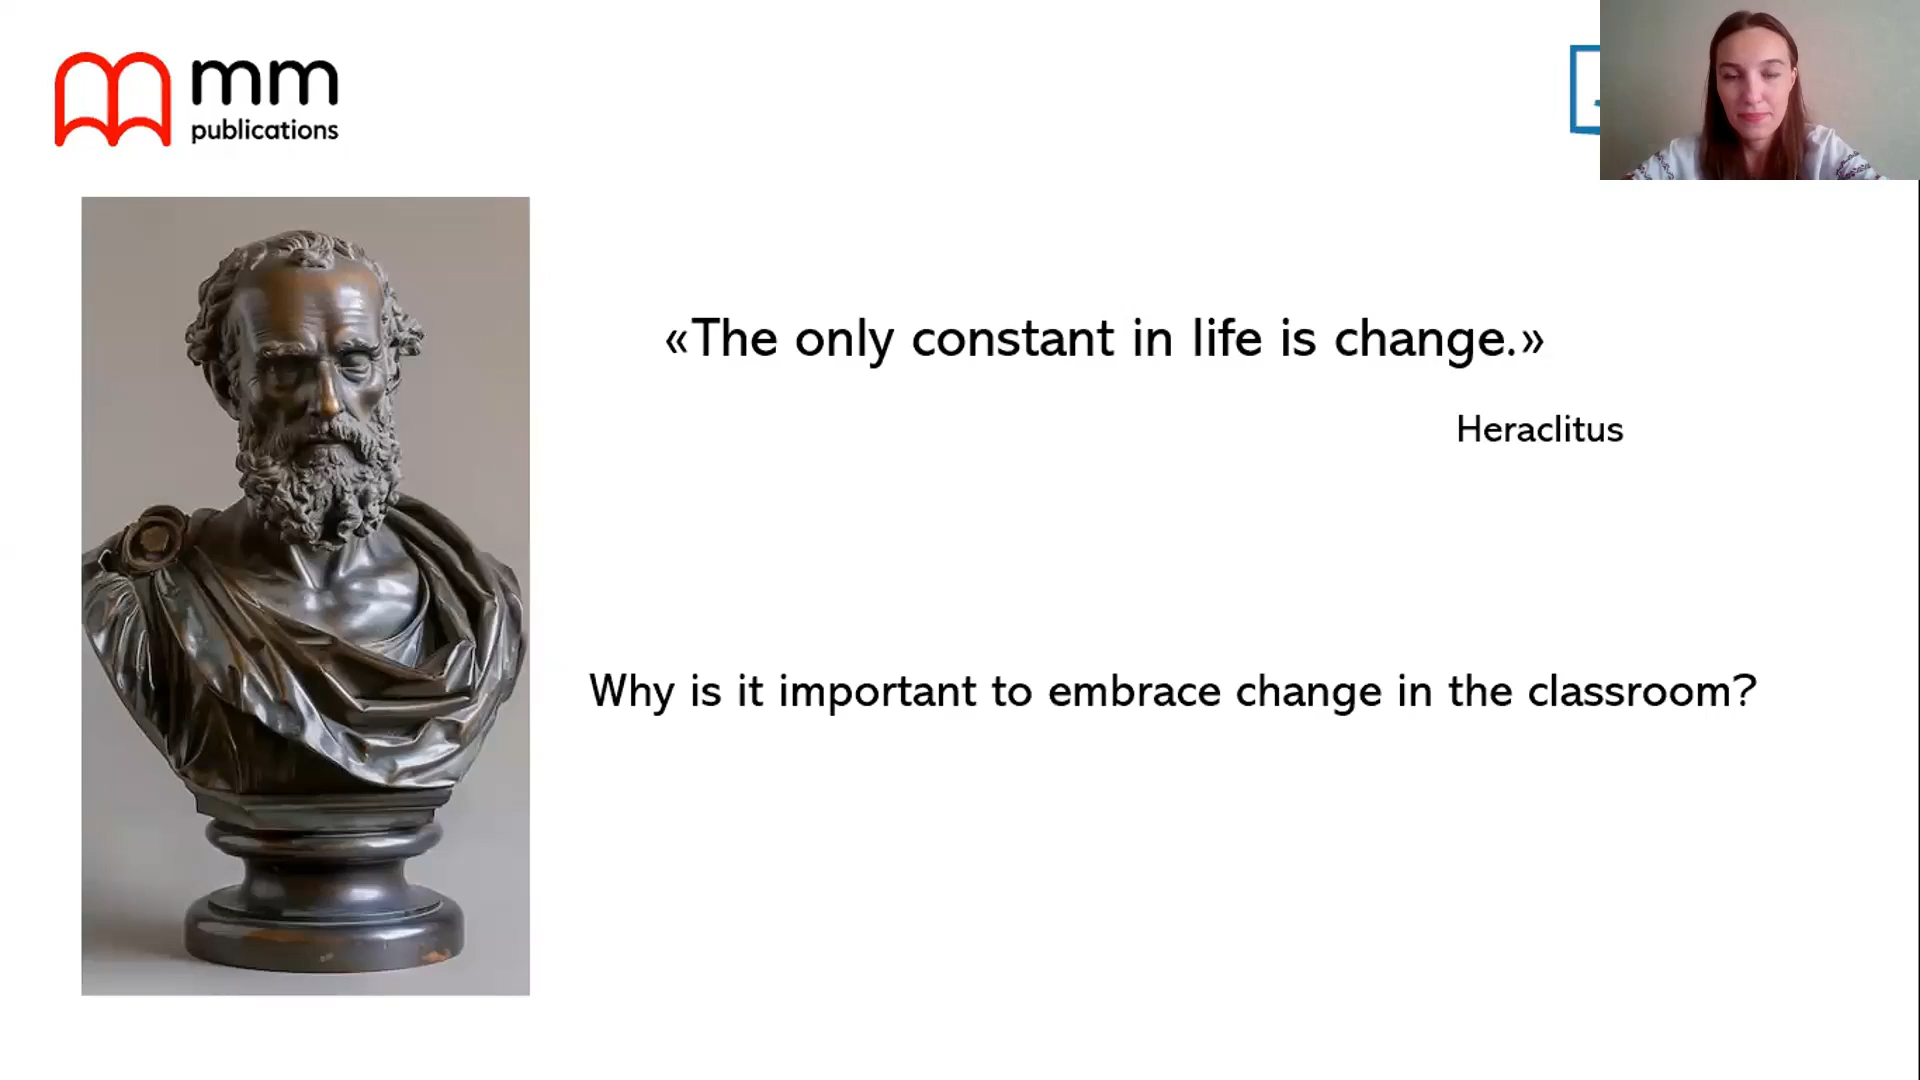 mm
publications
«The only constant in life is change.»
Heraclitus
Why is it important to embrace change in the classroom?